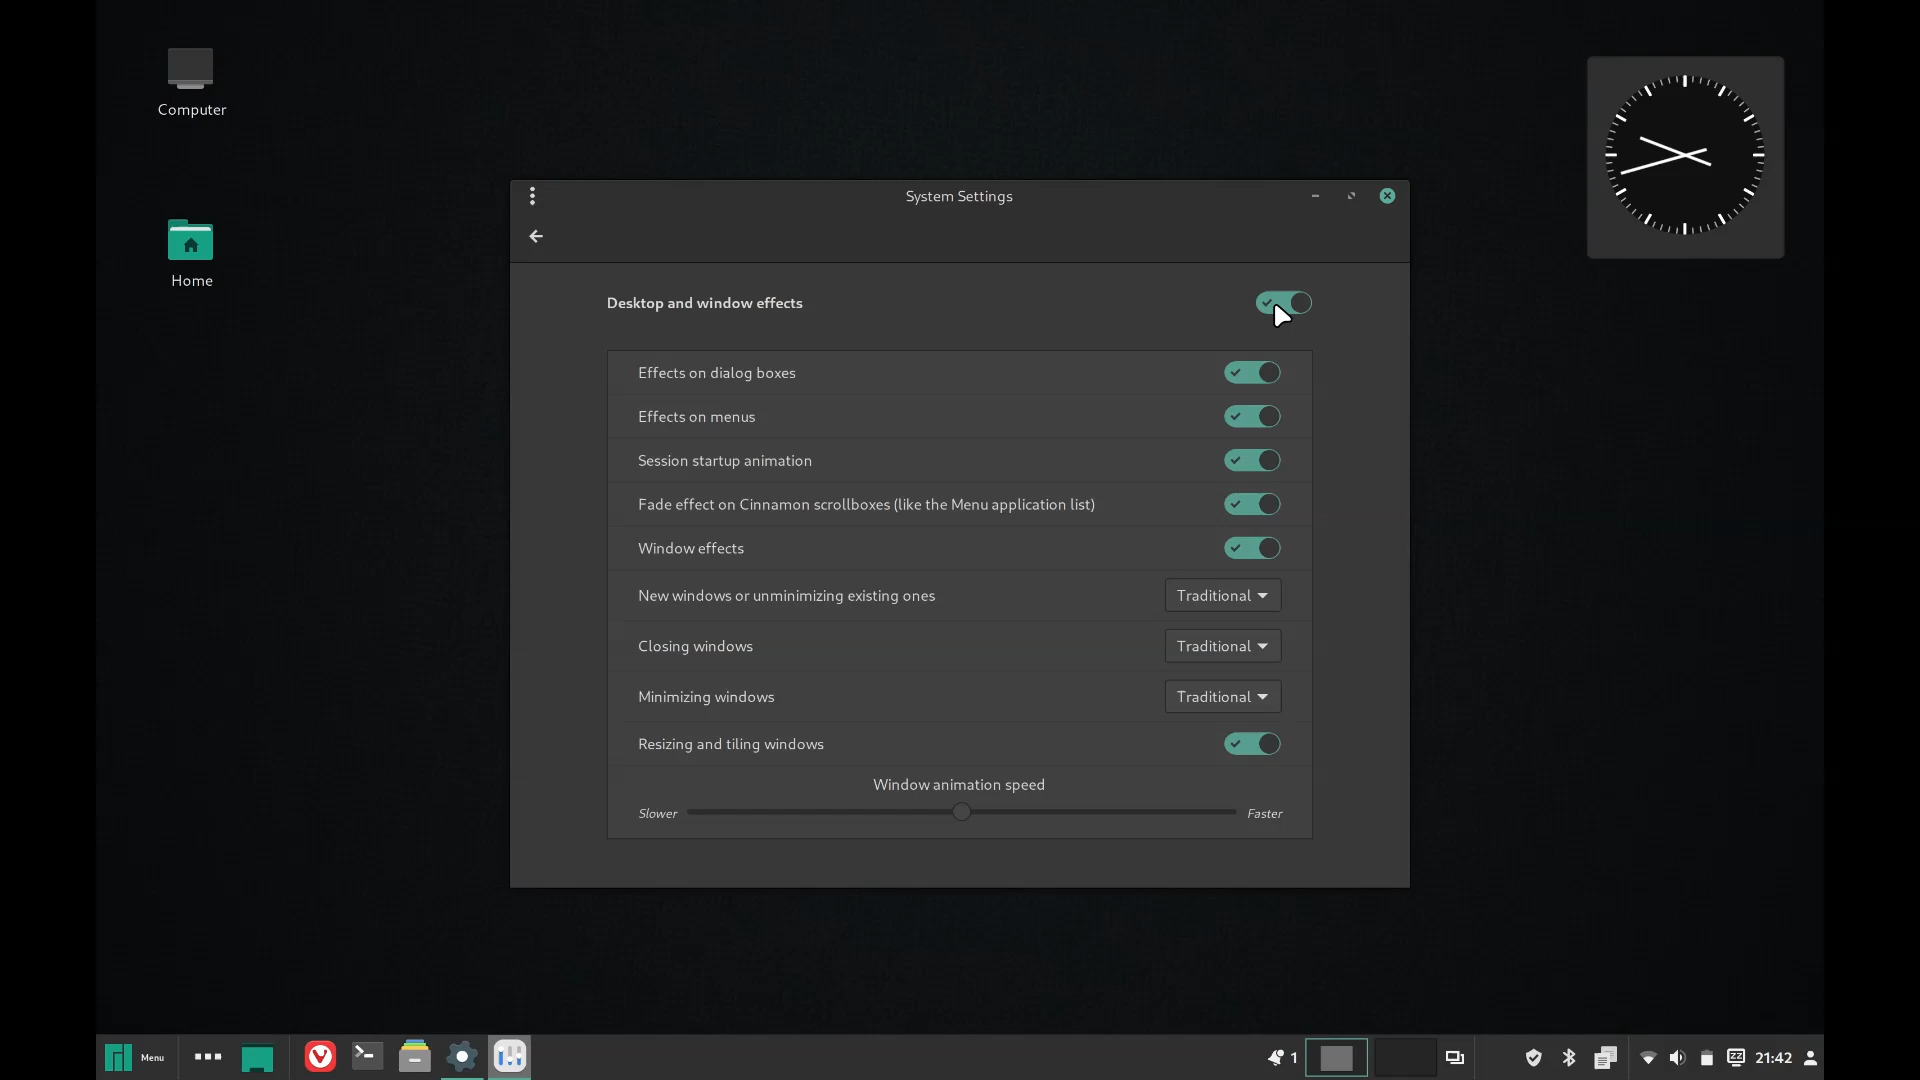 Computer
Home
System Settings
Desktop and window effects
Effects on dialog boxes
Effects on menus
Session startup animation
Fade effect on Cinnamon scrollboxes (like the Menu application list)
Window effects
New windows or unminimizing existing ones
Traditional
Closing windows
Traditional
Minimizing windows
Traditional
Resizing and tiling windows
Window animation speed
Slower
Faster
Menu
1
zz
21:42